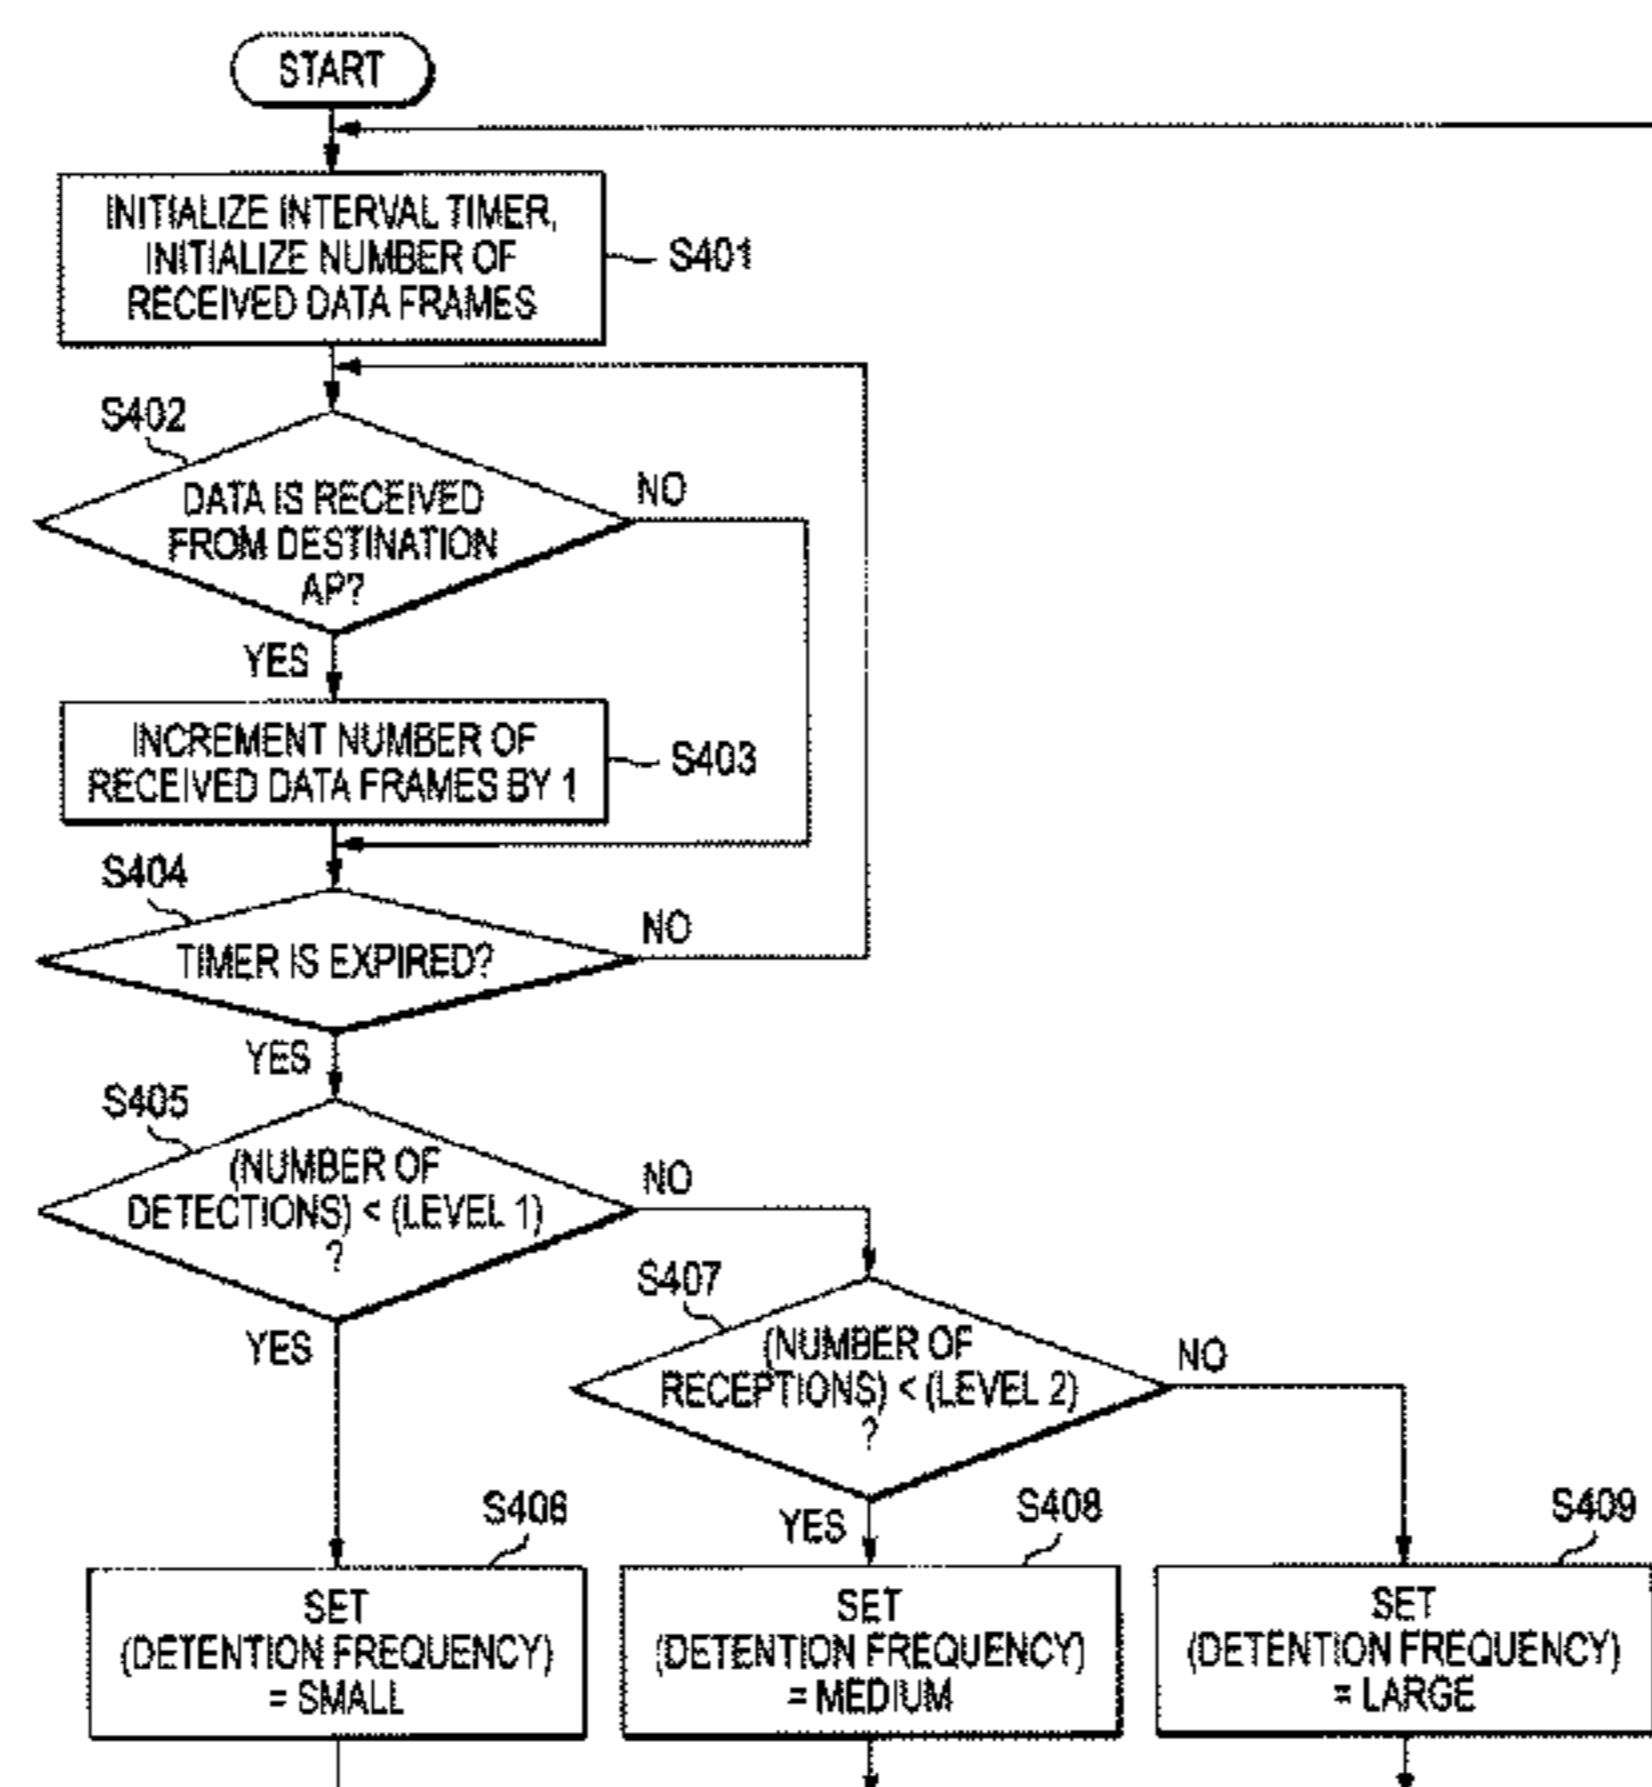 START
INITIALIZE INTERVAL TIMER,
INITIALIZE NUMBER OF
RECEIVED DATA FRAMES
S401
S402
DATA IS RECEIVED
FROM DESTINATION
AP?
NO
YES
INCREMENT NUMBER OF
RECEIVED DATA FRAMES BY 1
S403
S404
TIMER IS EXPIRED?
NO
YES
S405
(NUMBER OF
DETECTIONS) < (LEVEL 1)
?
NO
YES
S407
(NUMBER OF
RECEPTIONS) < (LEVEL 2)
?
NO
YES
S406
SET
(DETENTION FREQUENCY)
= SMALL
S408
SET
(DETENTION FREQUENCY)
= MEDIUM
S409
SET
(DETENTION FREQUENCY)
= LARGE